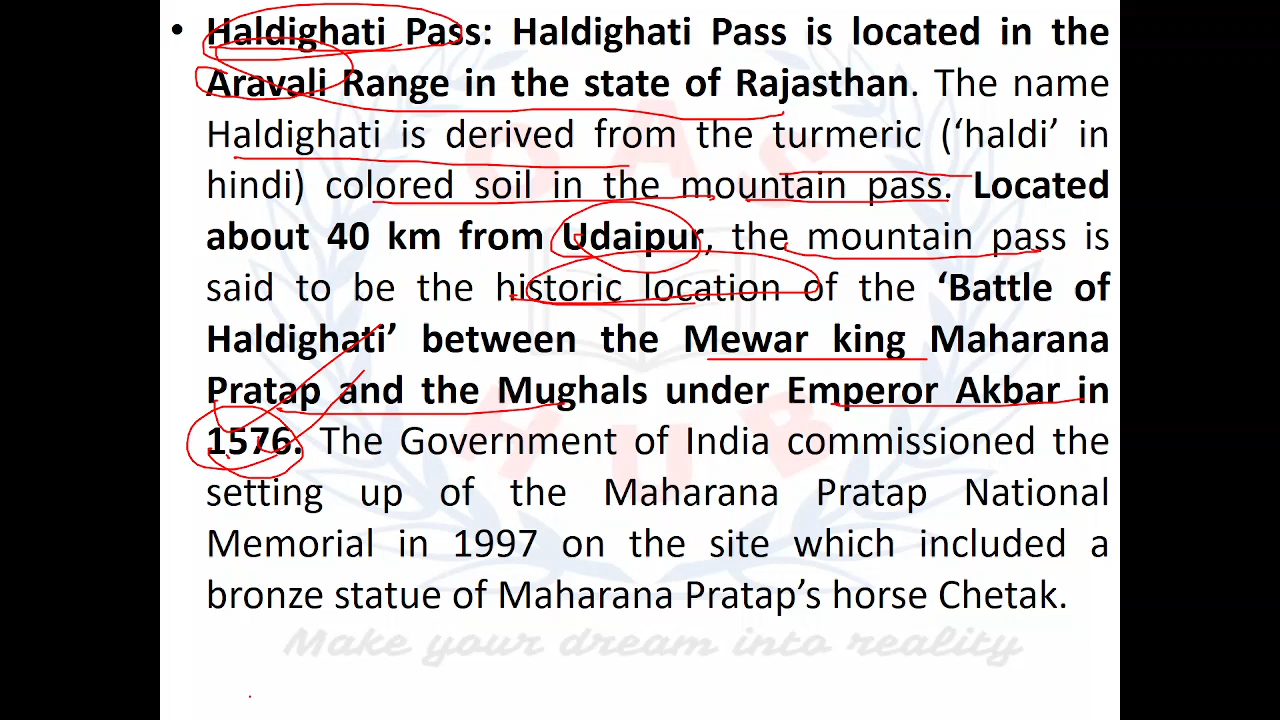 • Haldighati Pass: Haldighati Pass is located in the
Aravali Range in the state of Rajasthan. The name
Haldighati is derived from the turmeric (‘haldi’ in
hindi) colored soil in the mountain pass. Located
about 40 km from Udaipur, the mountain pass is
said to be the historic location of the ‘Battle of
Haldighati’ between the Mewar king Maharana
Pratap and the Mughals under Emperor Akbar in
1576. The Government of India commissioned the
setting up of the Maharana Pratap National
Memorial in 1997 on the site which included a
bronze statue of Maharana Pratap’s horse Chetak.
OAS
HUB
Make your dream into reality